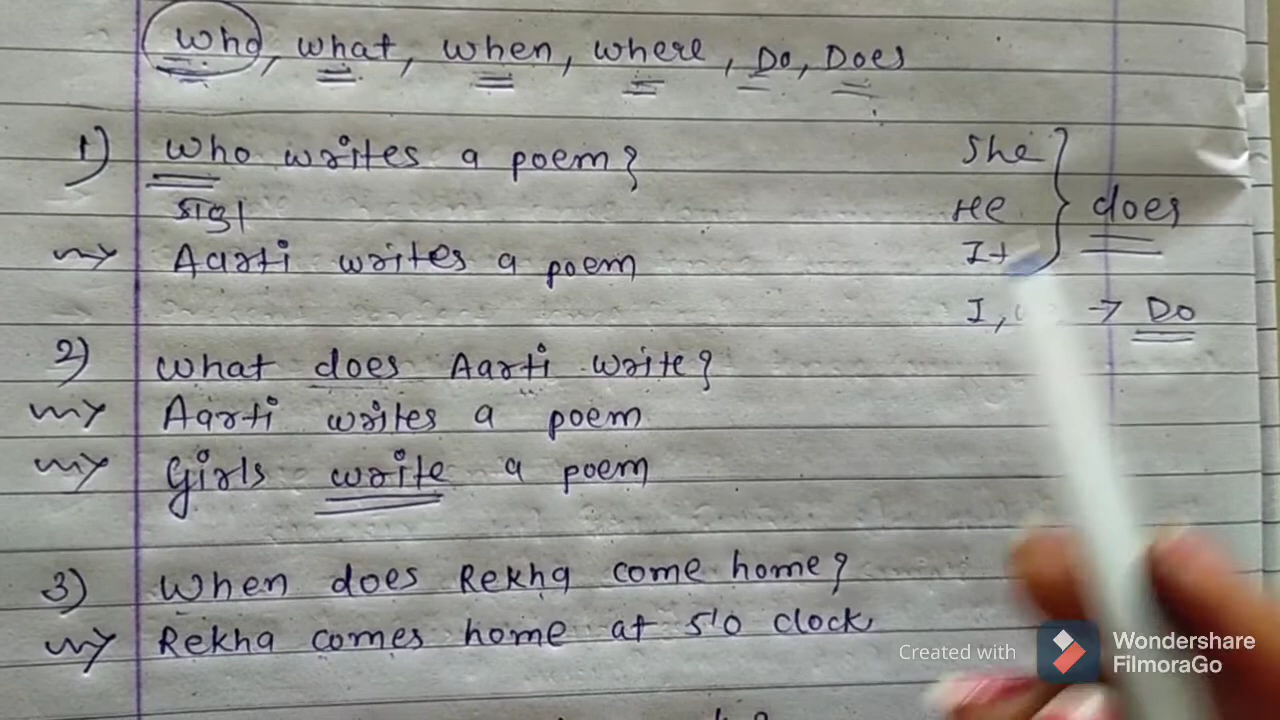 Who, what, when, where, Do, Does
1) Who writes a poem?
Aarti writes a poem
2) What does Aarti write?
Aarti writes a poem
Girls write a poem
3) When does Rekha come home?
Rekha comes home at 5'o clock
She
He
It
does
I, → Do
Created with
Wondershare
FilmoraGo